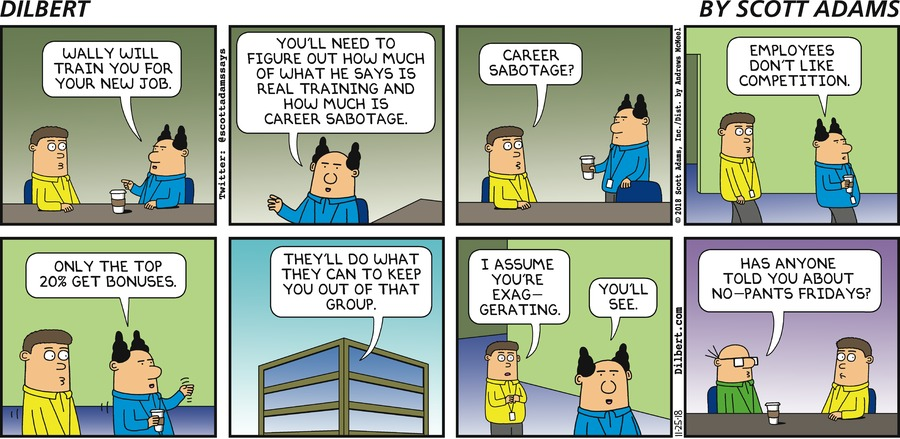 DILBERT
BY SCOTT ADAMS
WALLY WILL
TRAIN YOU FOR
YOUR NEW JOB.
Twitter: @scottadamssays
YOU'LL NEED TO
FIGURE OUT HOW MUCH
OF WHAT HE SAYS IS
REAL TRAINING AND
HOW MUCH IS
CAREER SABOTAGE.
CAREER
SABOTAGE?
© 2018 Scott Adams, Inc./Dist. by Andrews McMeel
EMPLOYEES
DON'T LIKE
COMPETITION.
ONLY THE TOP
20% GET BONUSES.
THEY'LL DO WHAT
THEY CAN TO KEEP
YOU OUT OF THAT
GROUP.
I ASSUME
YOU'RE
EXAG–
GERATING.
YOU'LL
SEE.
11-25-18
Dilbert.com
HAS ANYONE
TOLD YOU ABOUT
NO–PANTS FRIDAYS?